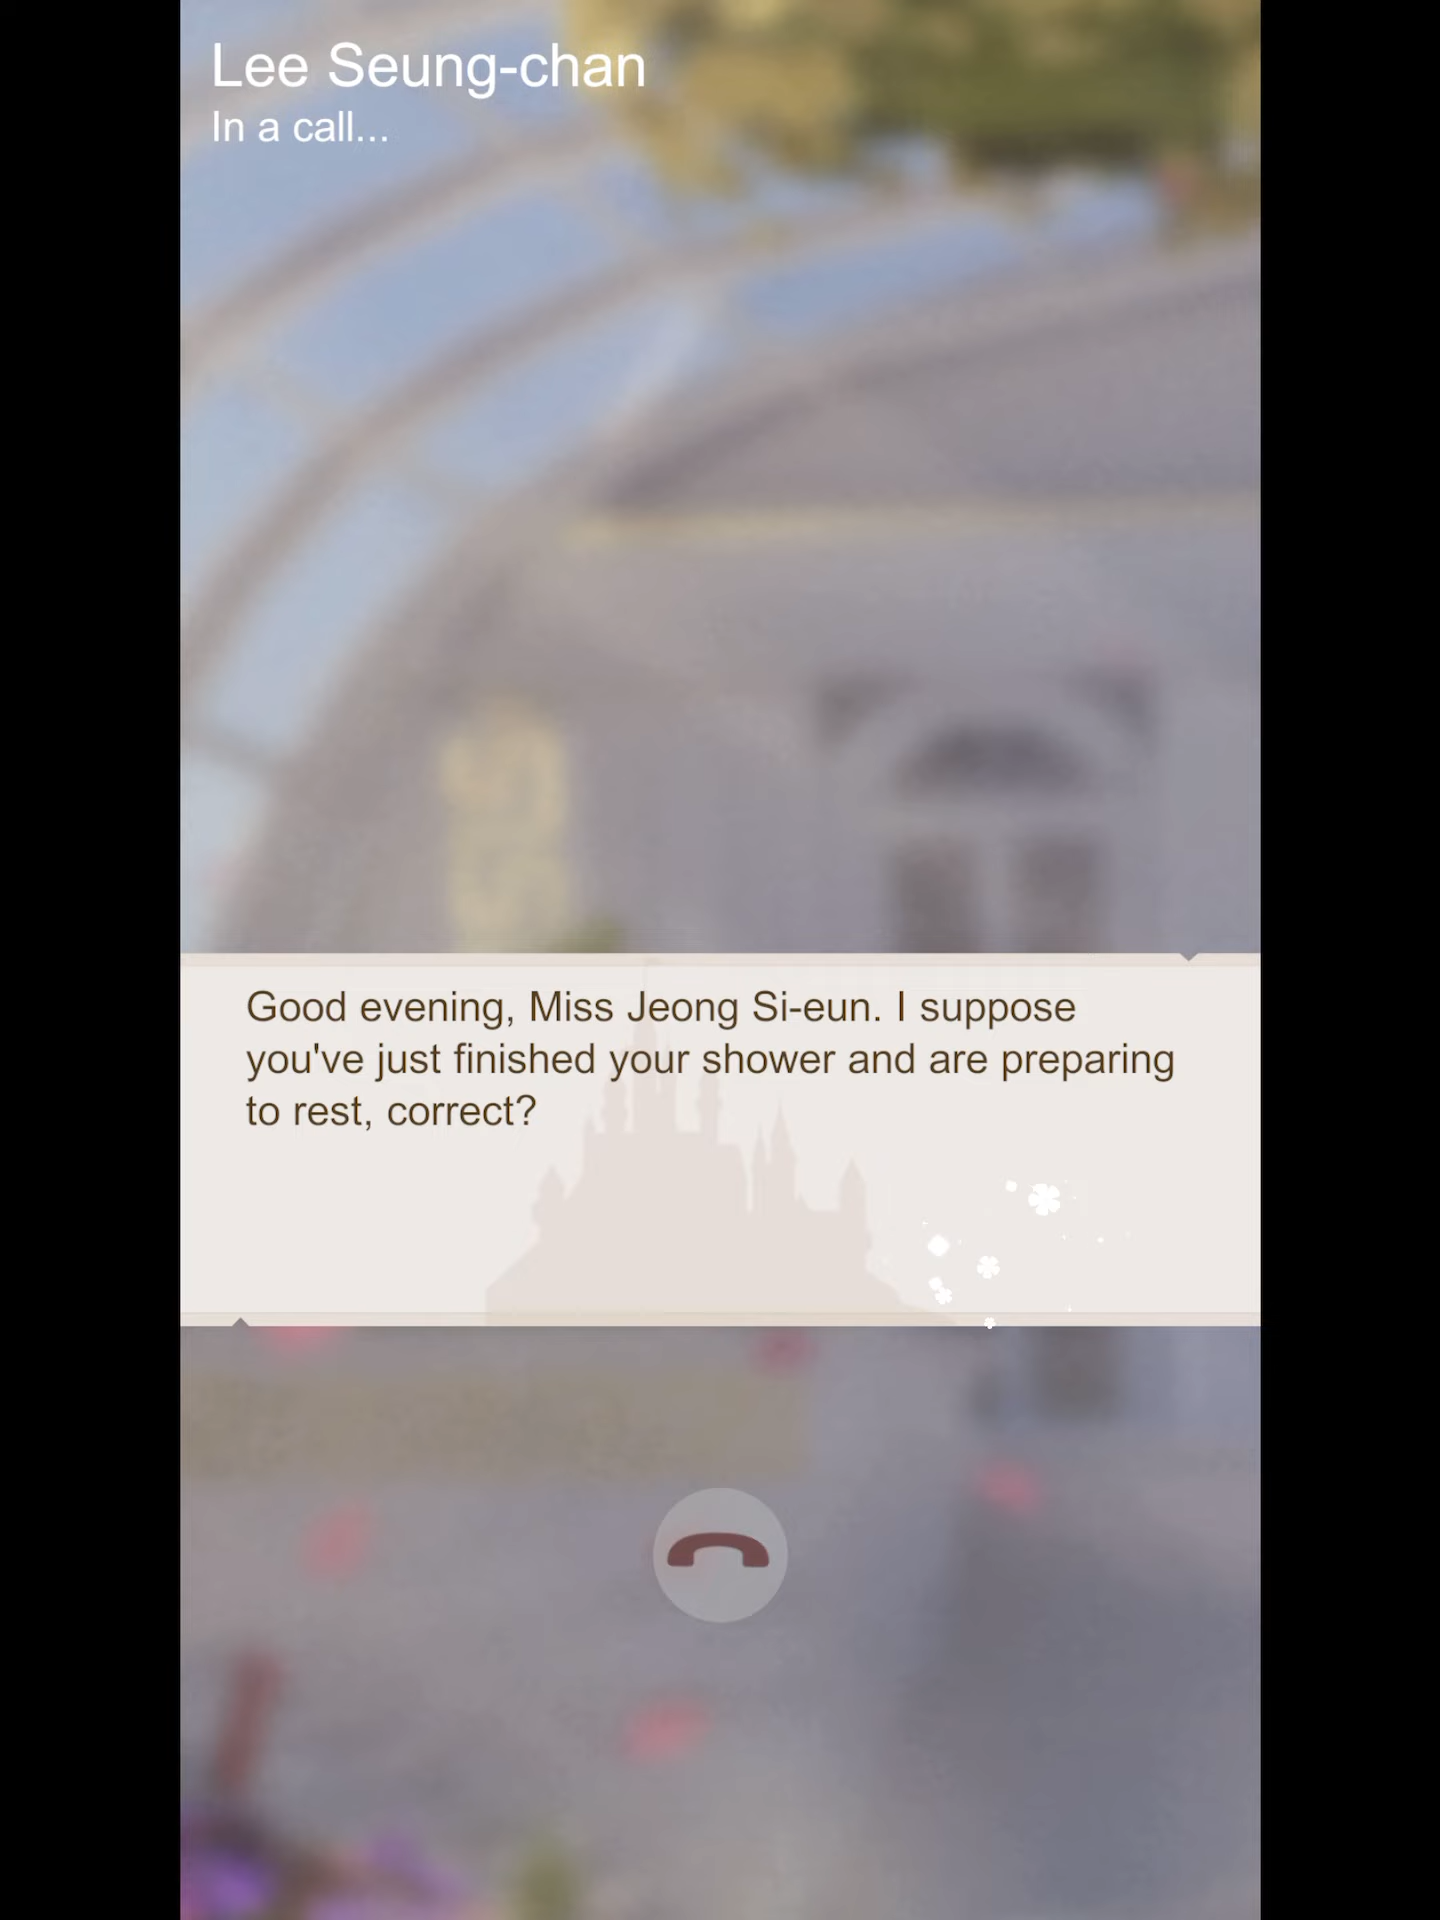 Lee Seung-chan
In a call...
Good evening, Miss Jeong Si-eun. I suppose
you've just finished your shower and are preparing
to rest, correct?